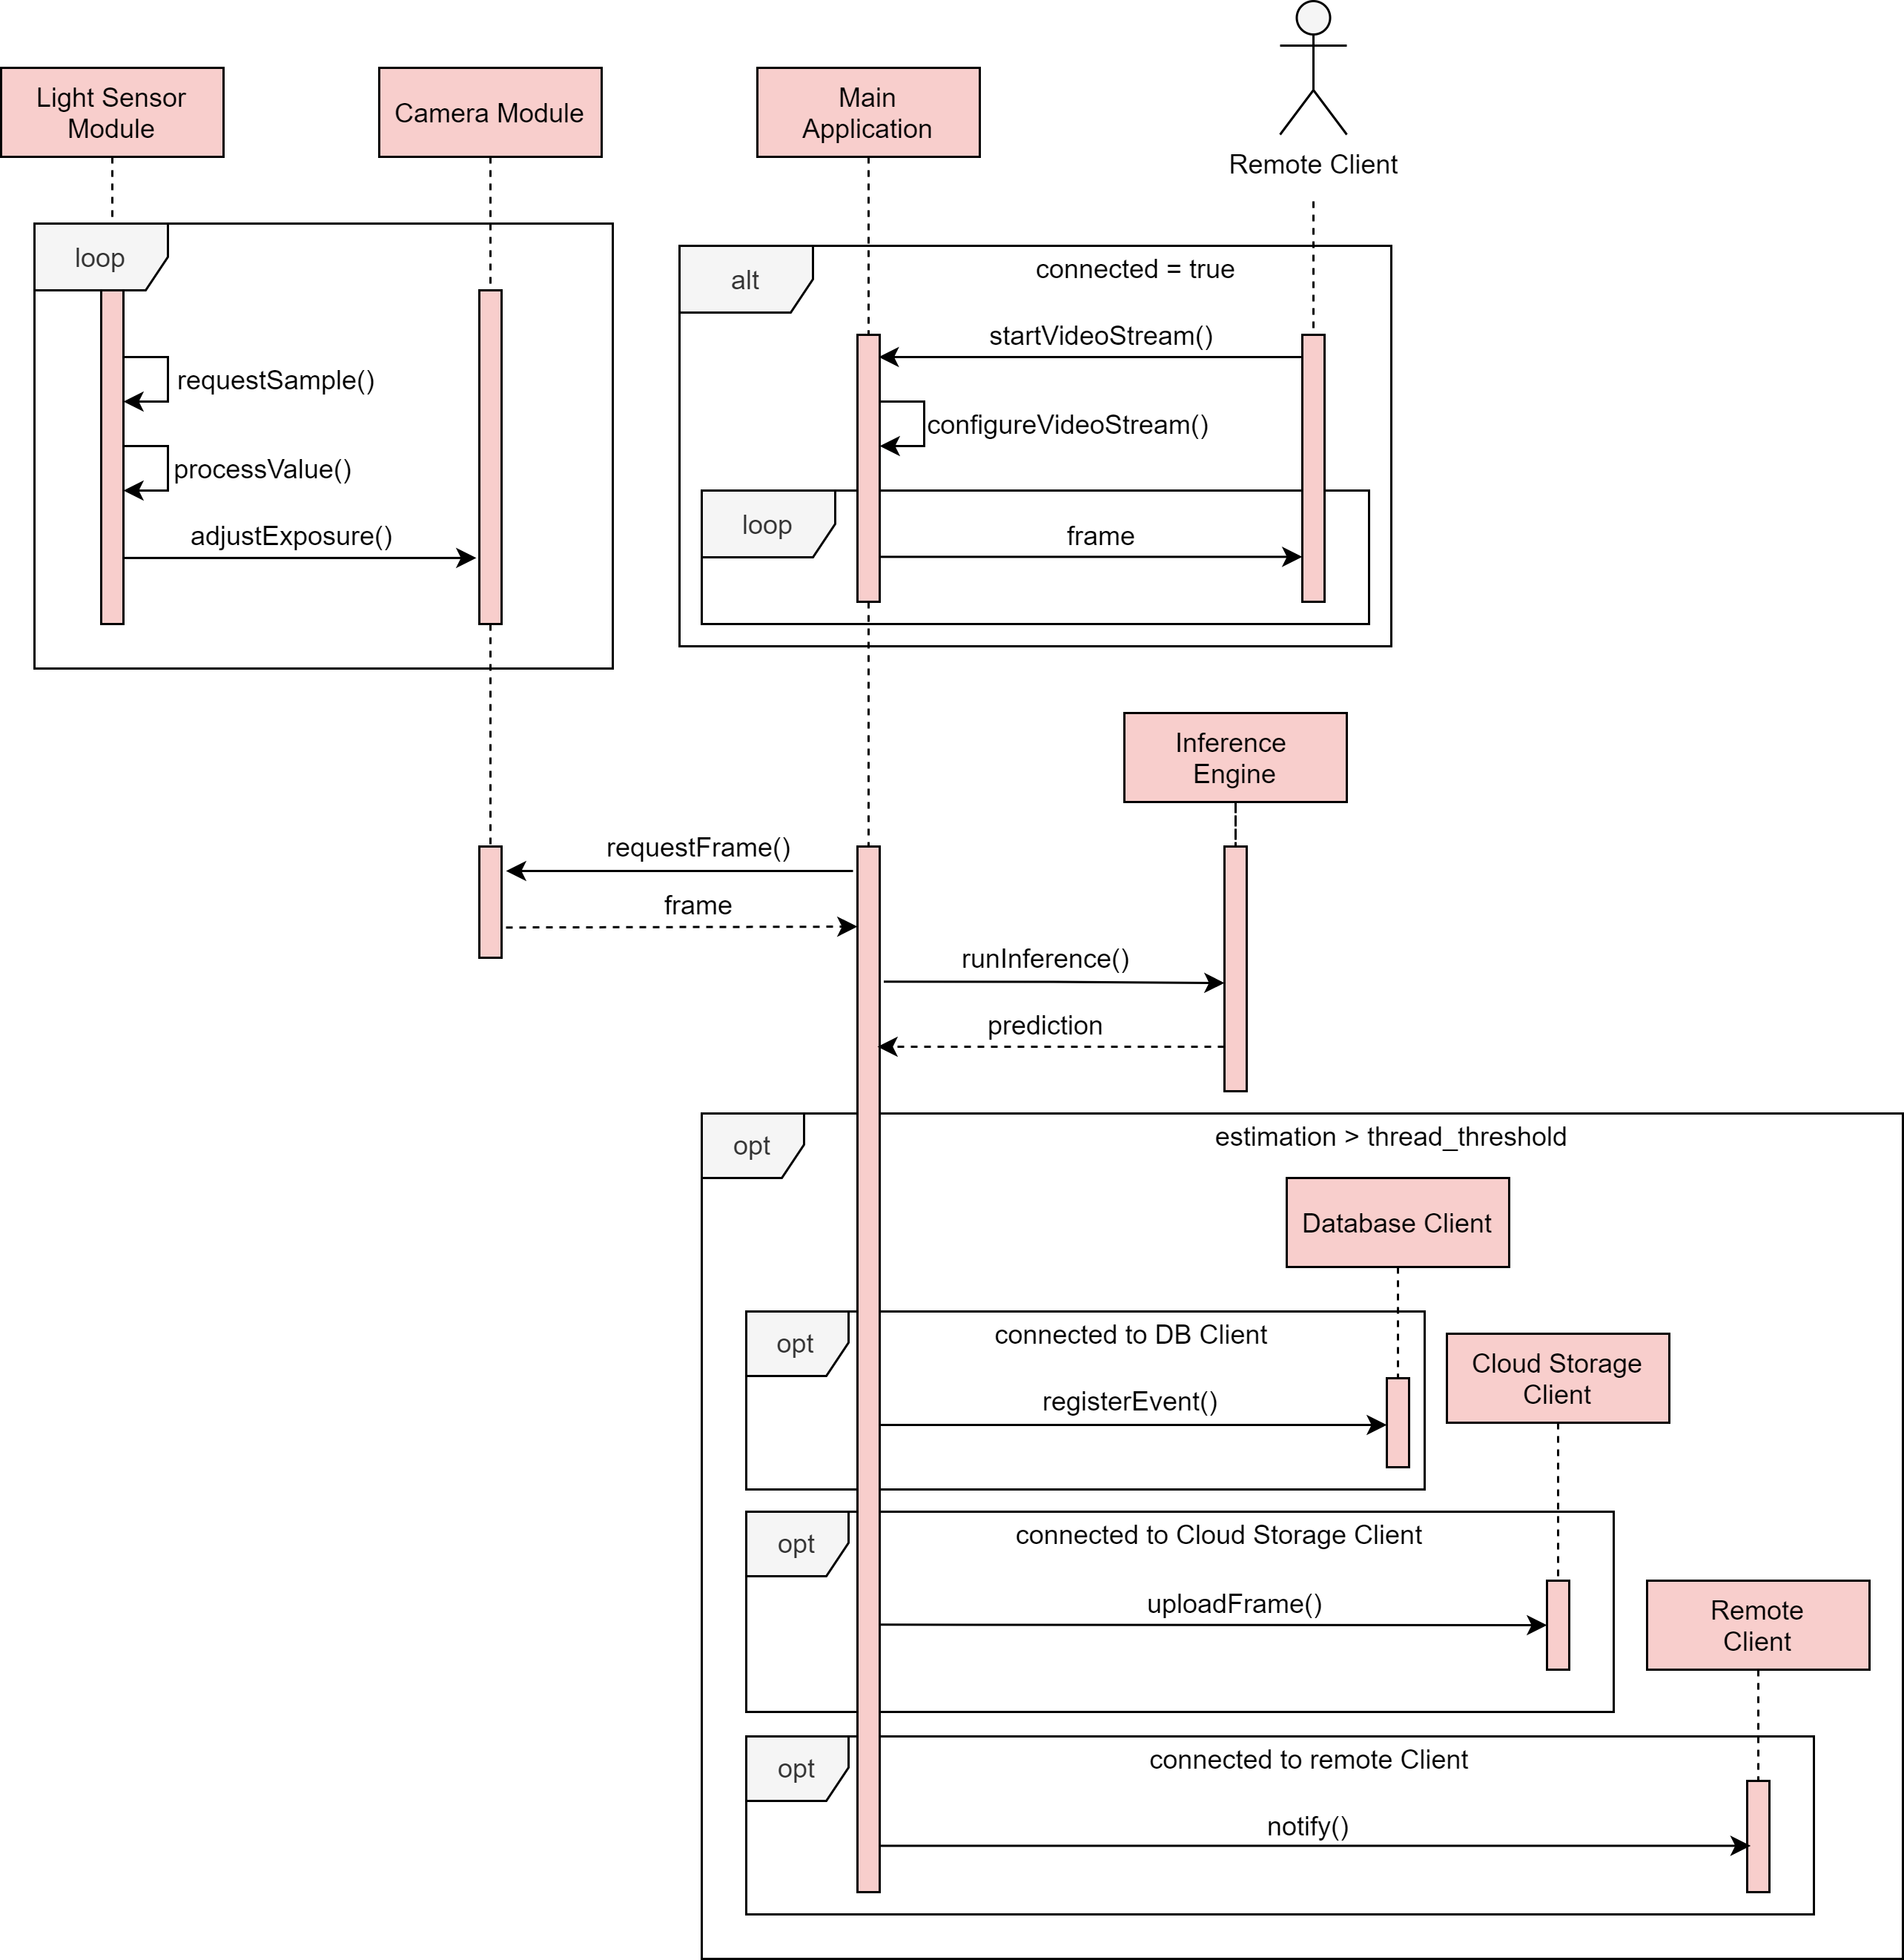 Light Sensor
Module
Camera Module
Main
Application
Remote Client
loop
requestSample()
processValue()
adjustExposure()
alt
connected = true
startVideoStream()
configureVideoStream()
loop
frame
Inference
Engine
requestFrame()
frame
runInference()
prediction
opt
estimation > thread_threshold
Database Client
opt
connected to DB Client
registerEvent()
Cloud Storage
Client
opt
connected to Cloud Storage Client
uploadFrame()
Remote
Client
opt
connected to remote Client
notify()